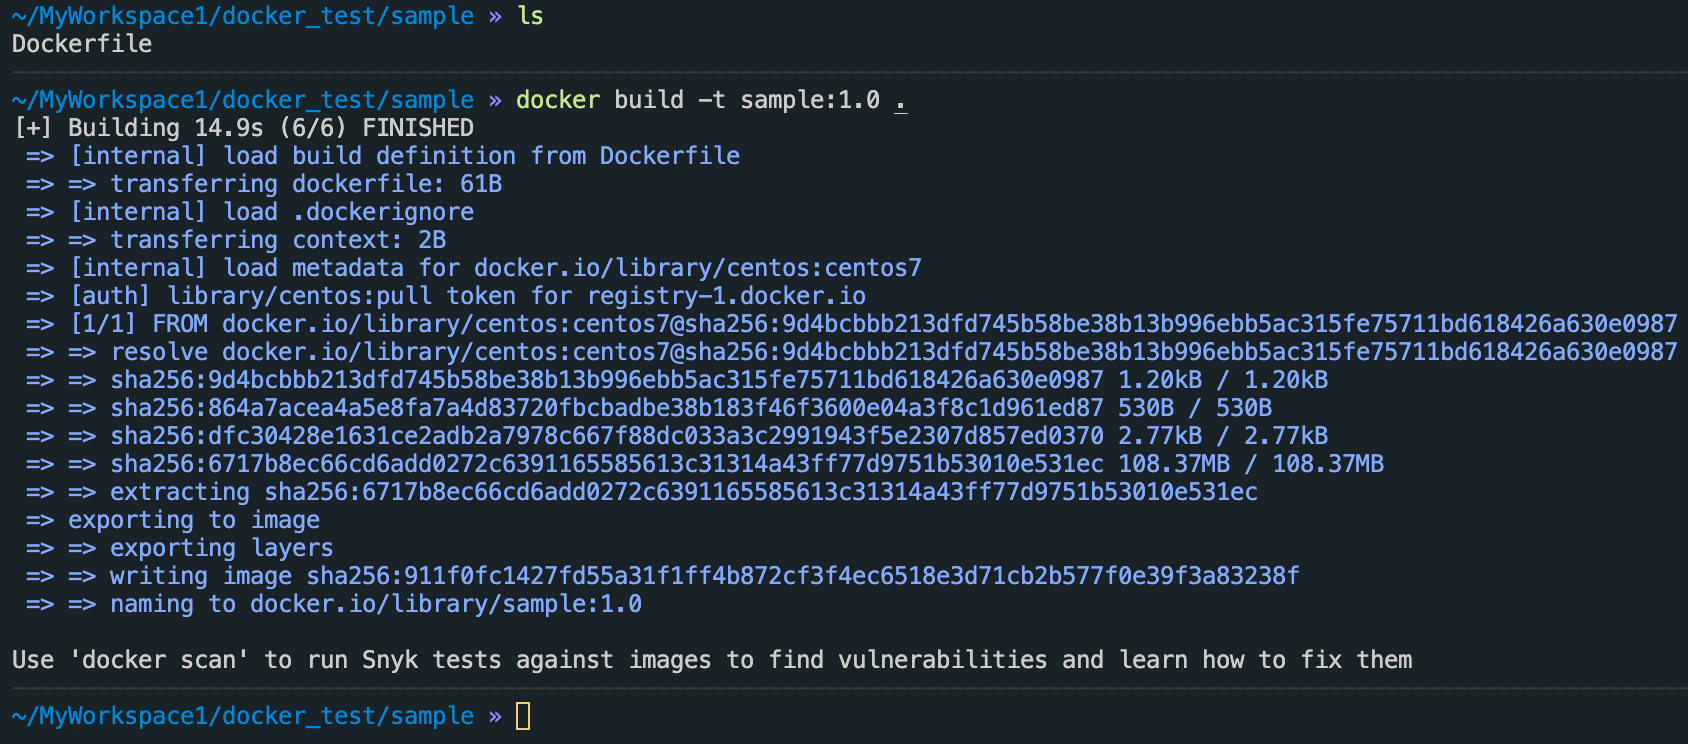 ~/MyWorkspace1/docker_test/sample » ls
Dockerfile
~/MyWorkspace1/docker_test/sample » docker build -t sample:1.0 .
[+] Building 14.9s (6/6) FINISHED
=> [internal] load build definition from Dockerfile
=> => transferring dockerfile: 61B
=> [internal] load .dockerignore
=> => transferring context: 2B
=> [internal] load metadata for docker.io/library/centos:centos7
=> [auth] library/centos:pull token for registry-1.docker.io
=> [1/1] FROM docker.io/library/centos:centos7@sha256:9d4bcbbb213dfd745b58be38b13b996ebb5ac315fe75711bd618426a630e0987
=> => resolve docker.io/library/centos:centos7@sha256:9d4bcbbb213dfd745b58be38b13b996ebb5ac315fe75711bd618426a630e0987
=> => sha256:9d4bcbbb213dfd745b58be38b13b996ebb5ac315fe75711bd618426a630e0987 1.20kB / 1.20kB
=> => sha256:864a7acea4a5e8fa7a4d83720fbcbadbe38b183f46f3600e04a3f8c1d961ed87 530B / 530B
=> => sha256:dfc30428e1631ce2adb2a7978c667f88dc033a3c2991943f5e2307d857ed0370 2.77kB / 2.77kB
=> => sha256:6717b8ec66cd6add0272c6391165585613c31314a43ff77d9751b53010e531ec 108.37MB / 108.37MB
=> => extracting sha256:6717b8ec66cd6add0272c6391165585613c31314a43ff77d9751b53010e531ec
=> exporting to image
=> => exporting layers
=> => writing image sha256:911f0fc1427fd55a31f1ff4b872cf3f4ec6518e3d71cb2b577f0e39f3a83238f
=> => naming to docker.io/library/sample:1.0
Use 'docker scan' to run Snyk tests against images to find vulnerabilities and learn how to fix them
~/MyWorkspace1/docker_test/sample »